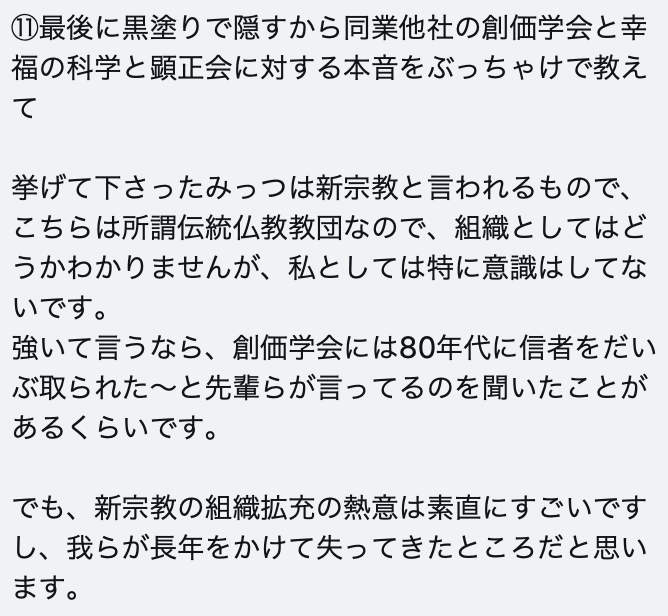 ⑪最後に黒塗りで隠すから同業他社の創価学会と幸
福の科学と顕正会に対する本音をぶっちゃけで教え
て
挙げて下さったみっつは新宗教と言われるもので、
こちらは所謂伝統仏教教団なので、組織としてはど
うかわかりませんが、私としては特に意識はしてな
いです。
強いて言うなら、創価学会には80年代に信者をだい
ぶ取られた〜と先輩らが言ってるのを聞いたことが
あるくらいです。
でも、新宗教の組織拡充の熱意は素直にすごいです
し、我らが長年をかけて失ってきたところだと思い
ます。